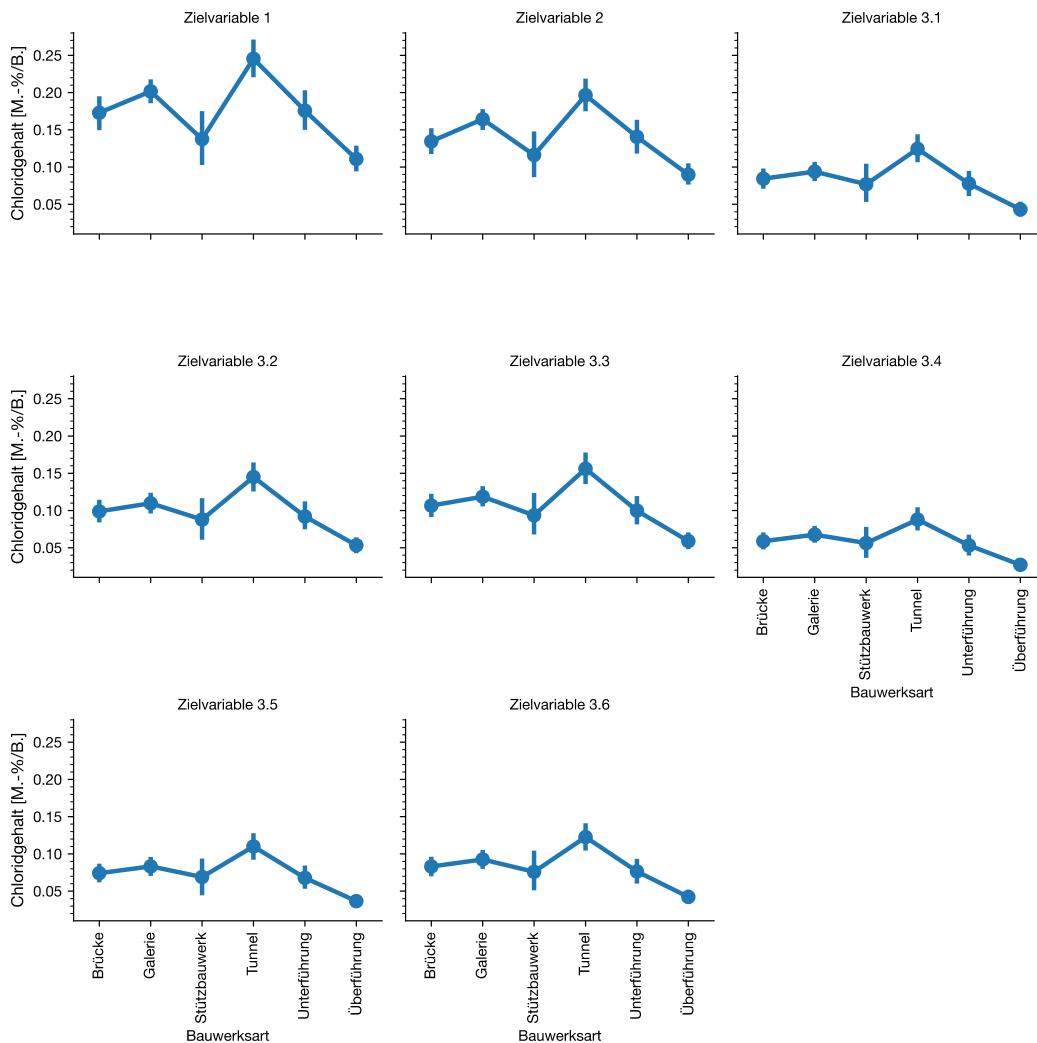 Zielvariable 1
Zielvariable 2
Zielvariable 3.1
Chloridgehalt [M.-%/B.]
0.25
0.20
0.15
0.10
0.05
Zielvariable 3.2
Zielvariable 3.3
Zielvariable 3.4
Chloridgehalt [M.-%/B.]
0.25
0.20
0.15
0.10
0.05
Brücke
Galerie
Stützbauwerk
Tunnel
Unterführung
Überführung
Bauwerksart
Zielvariable 3.5
Zielvariable 3.6
Chloridgehalt [M.-%/B.]
0.25
0.20
0.15
0.10
0.05
Brücke
Galerie
Stützbauwerk
Tunnel
Unterführung
Überführung
Bauwerksart
Brücke
Galerie
Stützbauwerk
Tunnel
Unterführung
Überführung
Bauwerksart